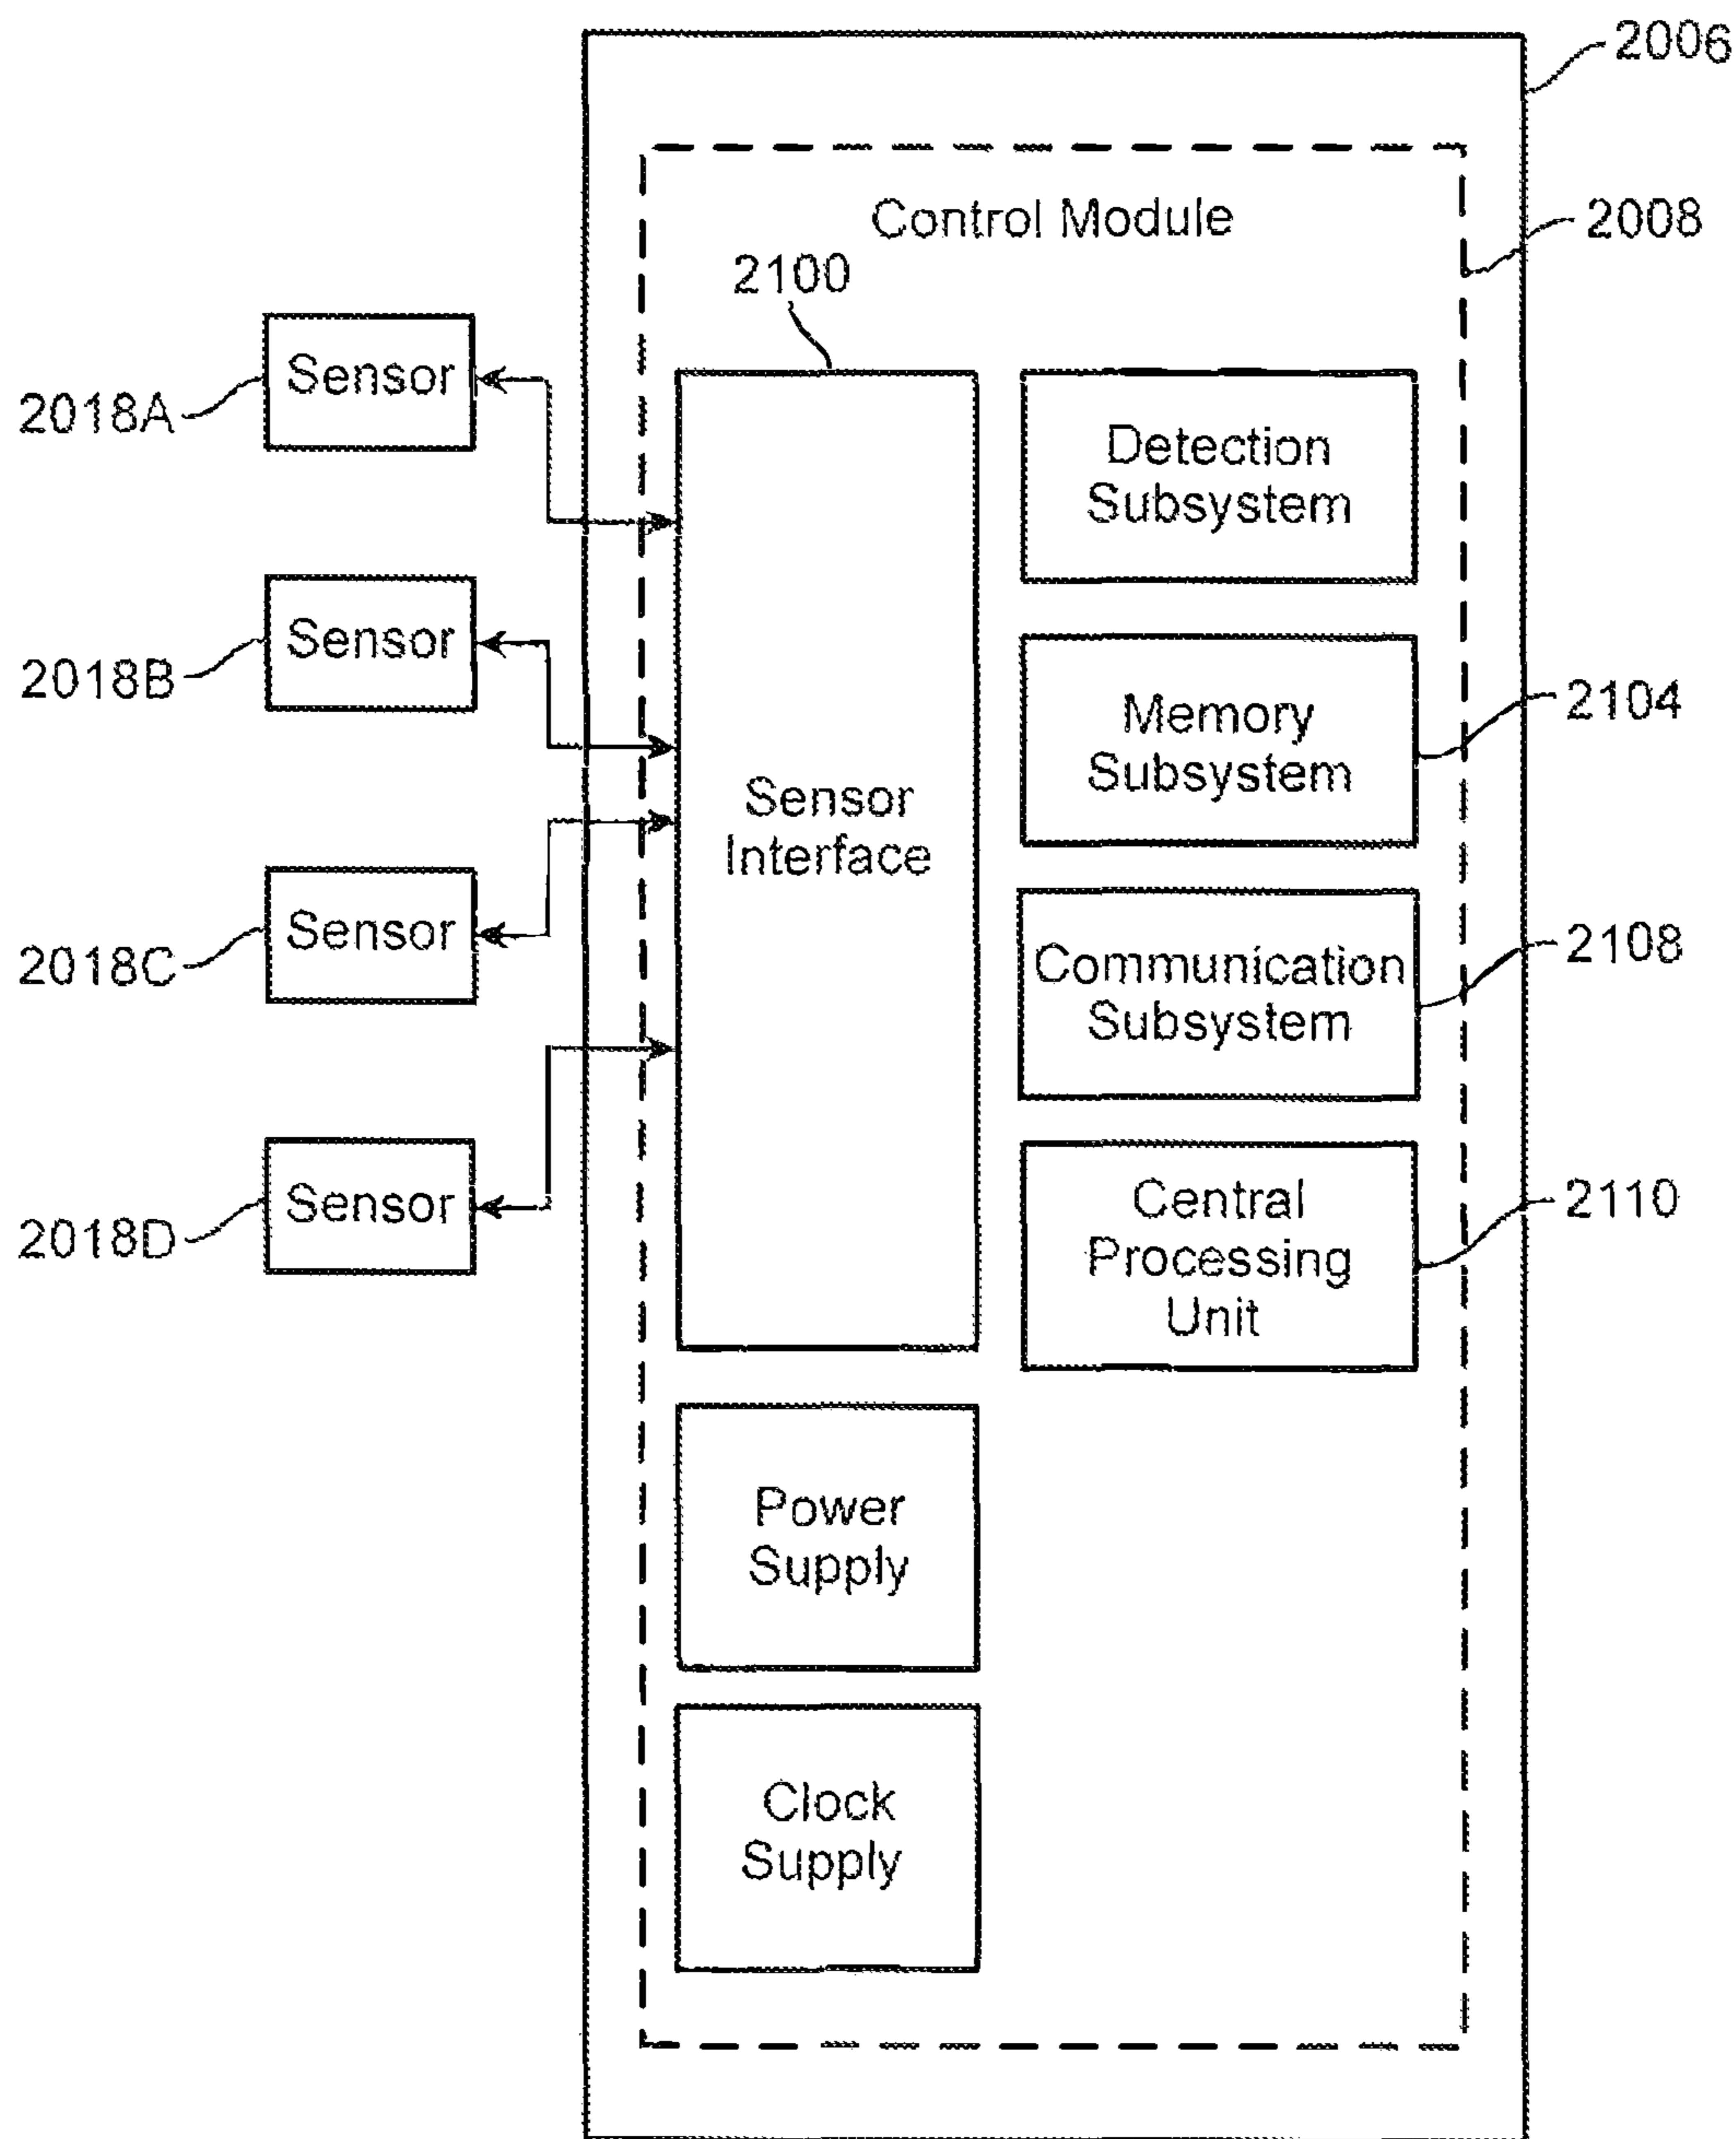 2006
Control Module
2008
2100
Sensor
2018A
Detection
Subsystem
Sensor
2018B
Memory
Subsystem
2104
Sensor
Interface
Sensor
2018C
Communication
Subsystem
2108
Sensor
2018D
Central
Processing
Unit
2110
Power
Supply
Clock
Supply